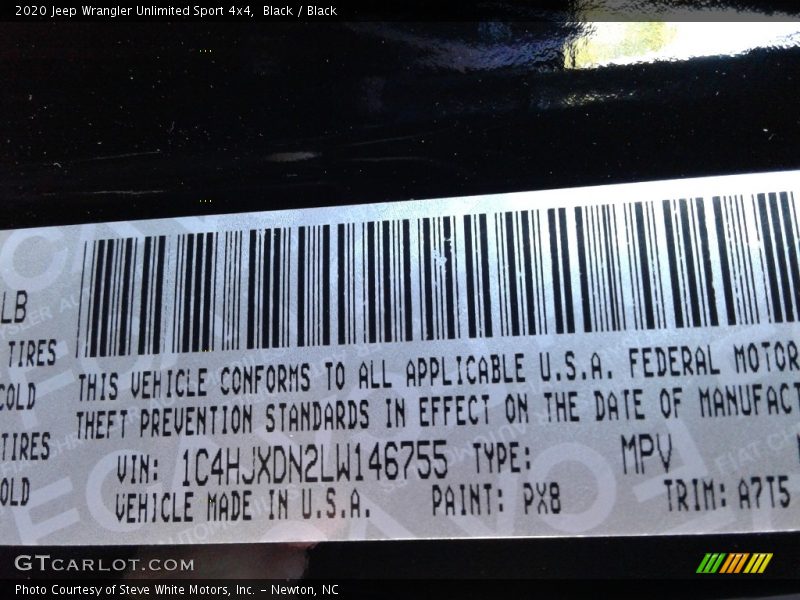 2020 Jeep Wrangler Unlimited Sport 4x4, Black / Black
LB
TIRES
COLD
TIRES
OLD
THIS VEHICLE CONFORMS TO ALL APPLICABLE U.S.A. FEDERAL MOTOR
THEFT PREVENTION STANDARDS IN EFFECT ON THE DATE OF MANUFACT
VIN: 1C4HJXDN2LW146755 TYPE: MPV
VEHICLE MADE IN U.S.A. PAINT: PX8 TRIM: A7T5
GTCARLOT.COM
Photo Courtesy of Steve White Motors, Inc. – Newton, NC